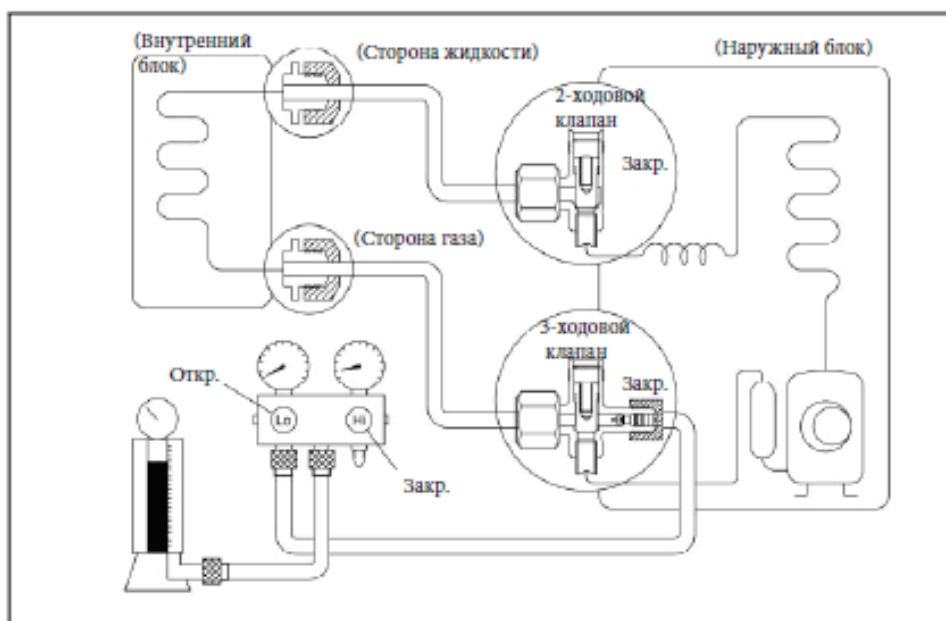 (Внутренний
блок)
(Сторона жидкости)
(Наружный блок)
2-ходовой
клапан
Закр.
(Сторона газа)
3-ходовой
клапан
Закр.
Откр.
Lo
Hi
Закр.